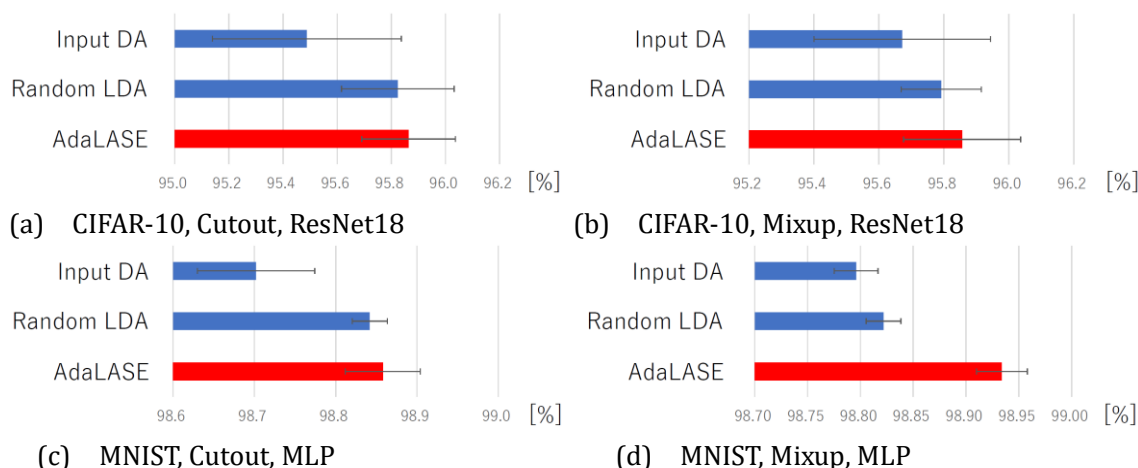 Input DA
Random LDA
AdaLASE
95.0 95.2 95.4 95.6 95.8 96.0 96.2 [%]
(a) CIFAR-10, Cutout, ResNet18
Input DA
Random LDA
AdaLASE
95.2 95.4 95.6 95.8 96.0 96.2 [%]
(b) CIFAR-10, Mixup, ResNet18
Input DA
Random LDA
AdaLASE
98.6 98.7 98.8 98.9 99.0 [%]
(c) MNIST, Cutout, MLP
Input DA
Random LDA
AdaLASE
98.70 98.75 98.80 98.85 98.90 98.95 99.00 [%]
(d) MNIST, Mixup, MLP